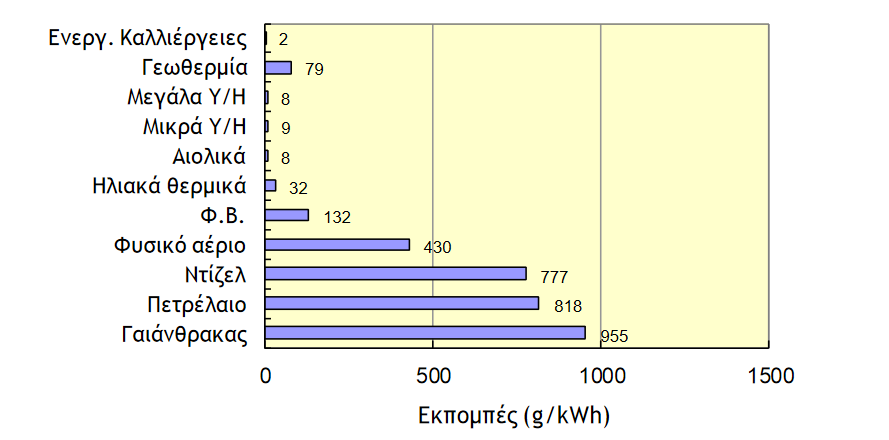 Ενεργ. Καλλιέργειες 2
Γεωθερμία 79
Μεγάλα Υ/Η 8
Μικρά Υ/Η 9
Αιολικά 8
Ηλιακά θερμικά 32
Φ.Β. 132
Φυσικό αέριο 430
Ντίζελ 777
Πετρέλαιο 818
Γαιάνθρακας 955
0 500 1000 1500
Εκπομπές (g/kWh)